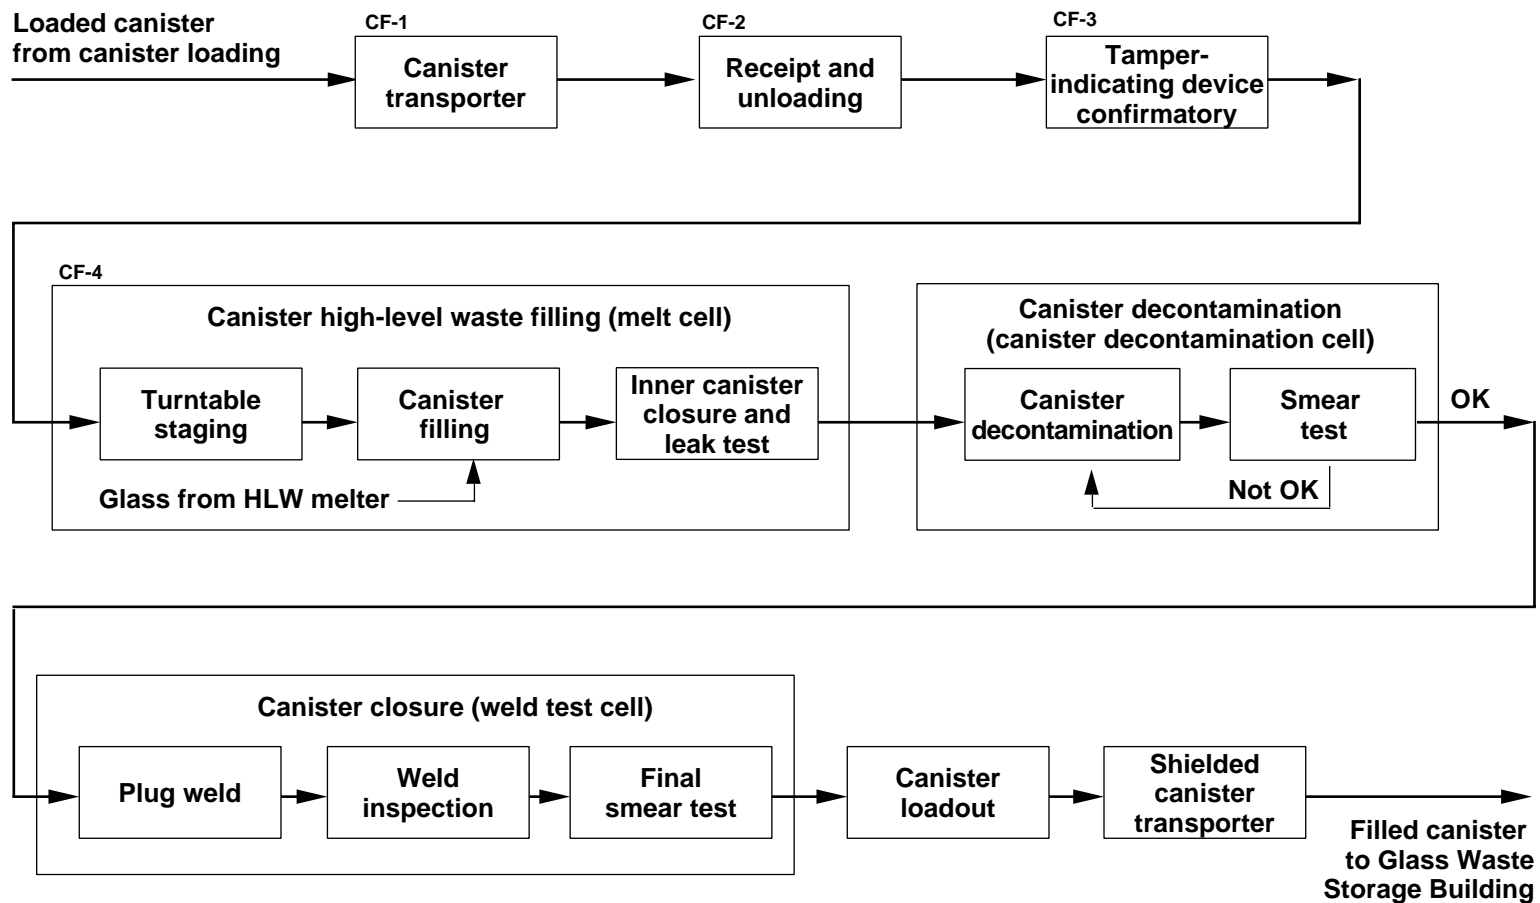 Loaded canister
from canister loading
CF-1
Canister
transporter
CF-2
Receipt and
unloading
CF-3
Tamper-
indicating device
confirmatory
CF-4
Canister high-level waste filling (melt cell)
Turntable
staging
Canister
filling
Inner canister
closure and
leak test
Glass from HLW melter
Canister decontamination
(canister decontamination cell)
Canister
decontamination
Smear
test
OK
Not OK
Canister closure (weld test cell)
Plug weld
Weld
inspection
Final
smear test
Canister
loadout
Shielded
canister
transporter
Filled canister
to Glass Waste
Storage Building